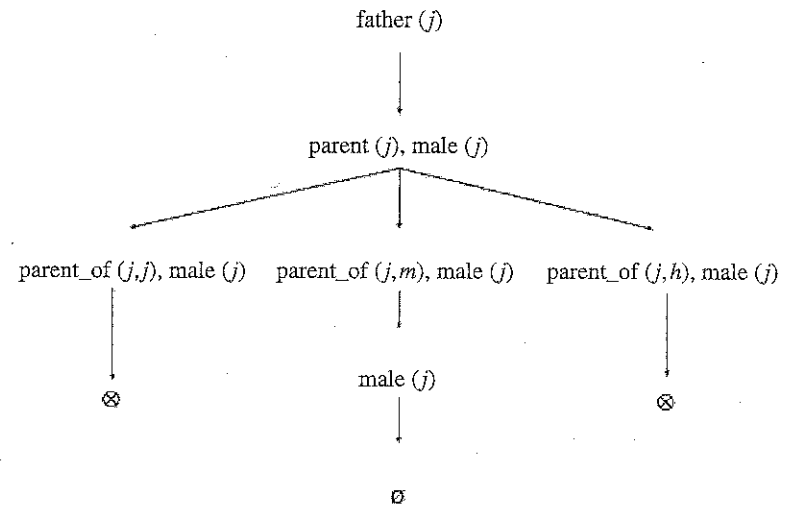 father (j)
parent (j), male (j)
parent_of (j,j), male (j)
parent_of (j,m), male (j)
parent_of (j,h), male (j)
male (j)
⊗
⊗
ø